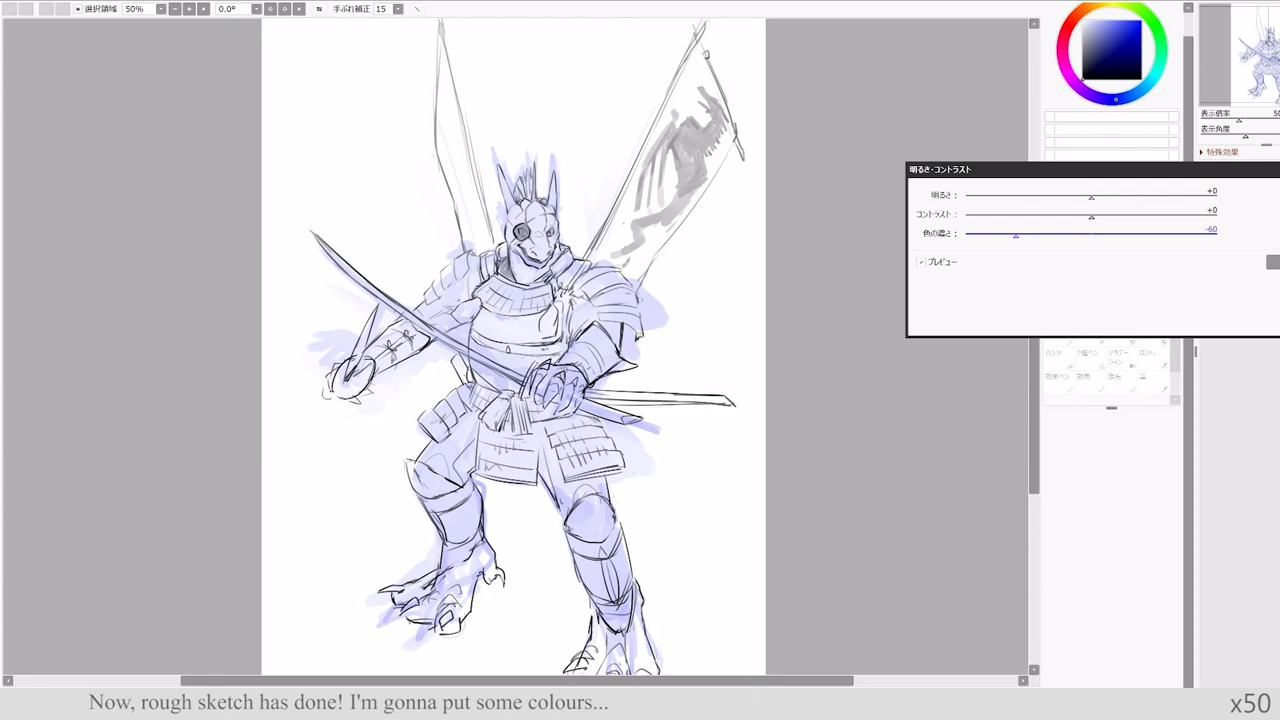 選択領域 50% 0.0° 手ぶれ補正 15
表示倍率 50
表示角度
特殊効果
明るさ・コントラスト
明るさ： +0
コントラスト： +0
色の濃さ： -60
プレビュー
Now, rough sketch has done! I'm gonna put some colours...
x50